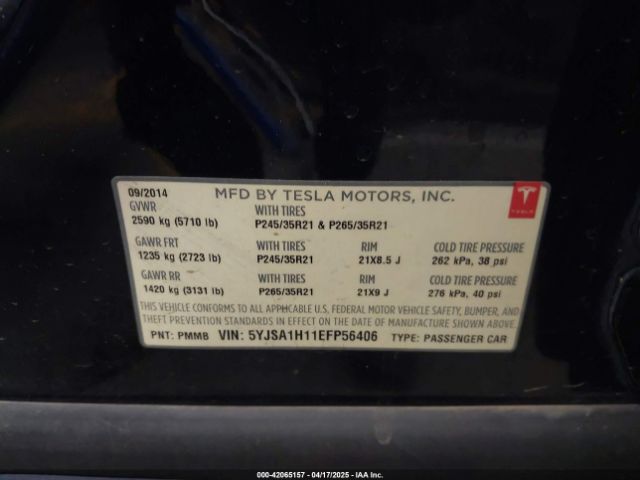 09/2014 MFD BY TESLA MOTORS, INC.
GVWR WITH TIRES
2590 kg (5710 lb) P245/35R21 & P265/35R21
GAWR FRT WITH TIRES RIM COLD TIRE PRESSURE
1235 kg (2723 lb) P245/35R21 21X8.5 J 262 kPa, 38 psi
GAWR RR WITH TIRES RIM COLD TIRE PRESSURE
1420 kg (3131 lb) P265/35R21 21X9 J 276 kPa, 40 psi
THIS VEHICLE CONFORMS TO ALL APPLICABLE U.S. FEDERAL MOTOR VEHICLE SAFETY, BUMPER, AND
THEFT PREVENTION STANDARDS IN EFFECT ON THE DATE OF MANUFACTURE SHOWN ABOVE.
PNT: PMMB VIN: 5YJSA1H11EFP56406 TYPE: PASSENGER CAR
TESLA
000-42065157 - 04/17/2025 - IAA Inc.